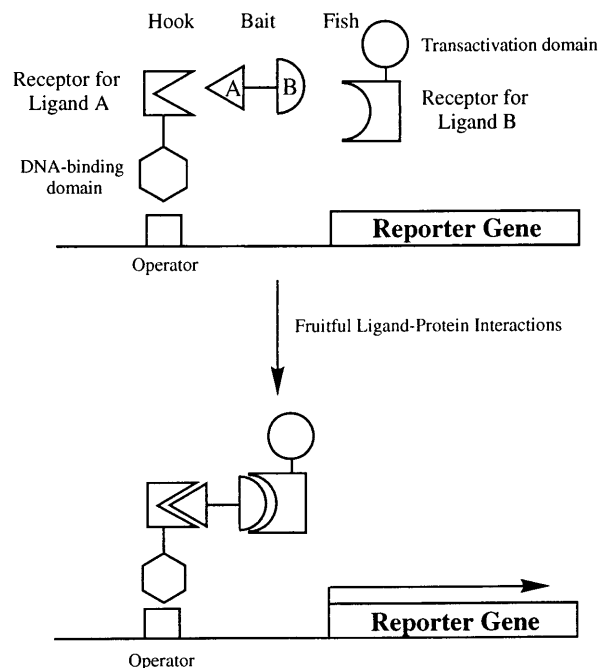 Hook Bait Fish
Transactivation domain
Receptor for
Ligand A
A B
Receptor for
Ligand B
DNA-binding
domain
Reporter Gene
Operator
Fruitful Ligand-Protein Interactions
Reporter Gene
Operator